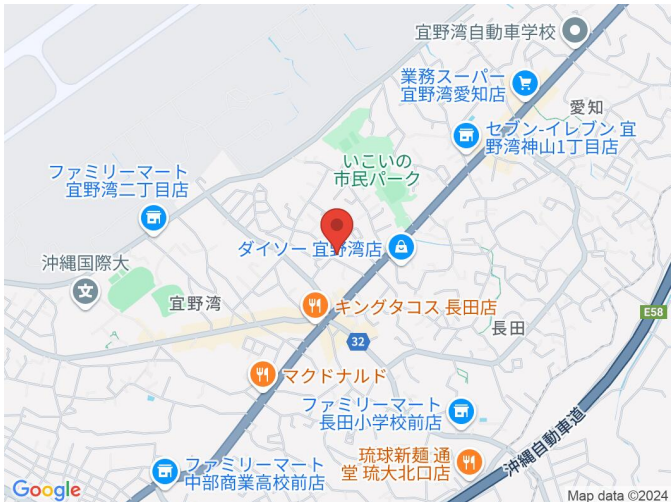 宜野湾自動車学校
業務スーパー
宜野湾愛知店
愛知
セブン-イレブン 宜
野湾神山1丁目店
いこいの
市民パーク
ファミリーマート
宜野湾二丁目店
ダイソー 宜野湾店
沖縄国際大
宜野湾
キングタコス 長田店
E58
長田
32
マクドナルド
ファミリーマート
長田小学校前店
沖縄自動車道
琉球新麺 通
堂 琉大北口店
ファミリーマート
中部商業高校前店
Google
Map data ©2024